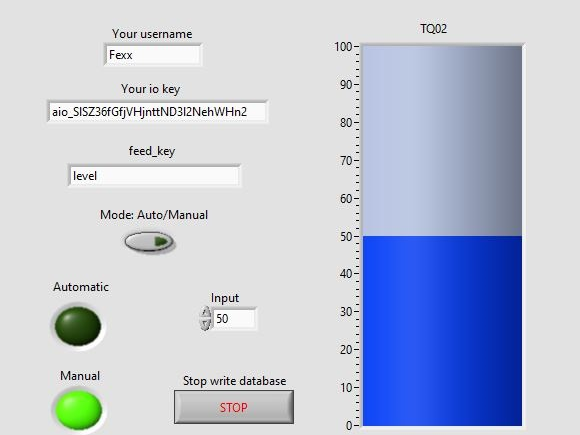 Your username
Fexx
Your io key
aio_SISZ36fGfjVHjnttND3I2NehWHn2
feed_key
level
Mode: Auto/Manual
Automatic
Input
50
Manual
Stop write database
STOP
TQ02
100
90
80
70
60
50
40
30
20
10
0